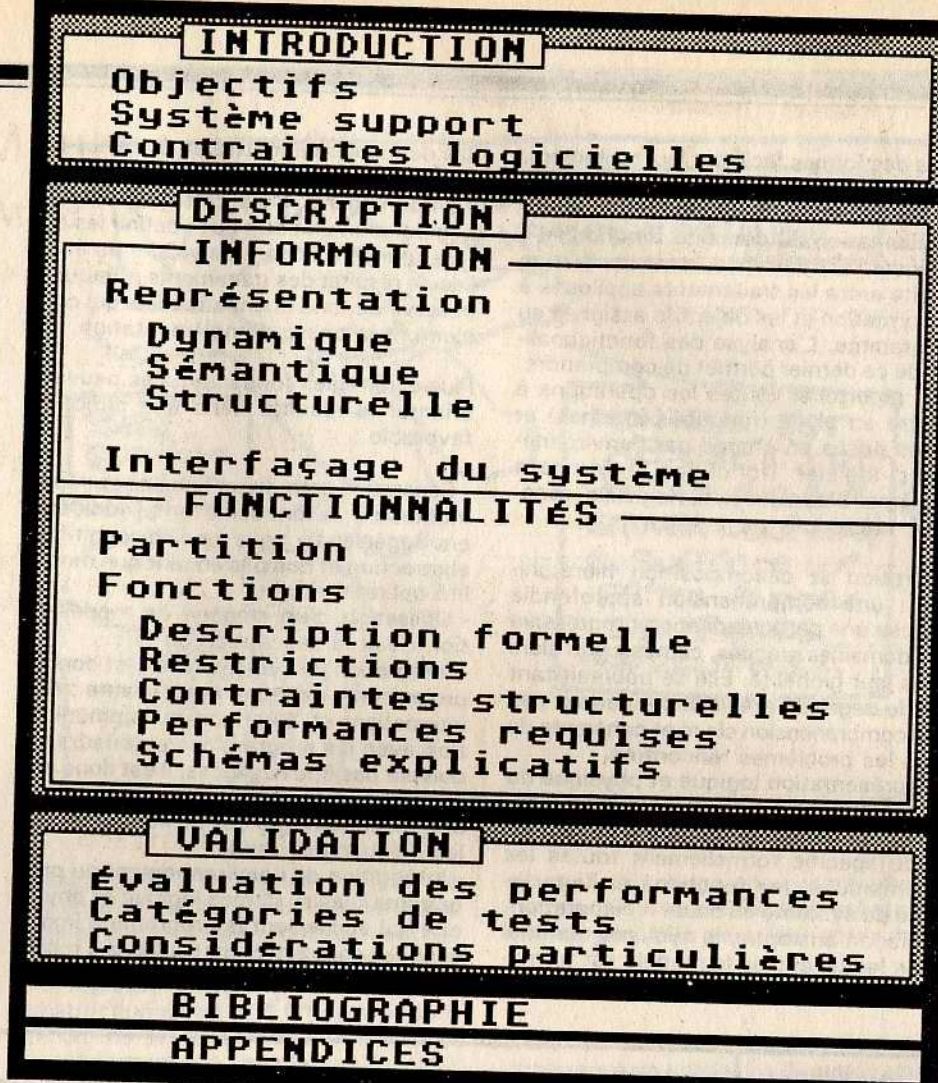 INTRODUCTION
Objectifs
Système support
Contraintes logicielles
DESCRIPTION
INFORMATION
Représentation
Dynamique
Sémantique
Structurelle
Interfaçage du système
FONCTIONNALITÉS
Partition
Fonctions
Description formelle
Restrictions
Contraintes structurelles
Performances requises
Schémas explicatifs
VALIDATION
Évaluation des performances
Catégories de tests
Considérations particulières
BIBLIOGRAPHIE
APPENDICES